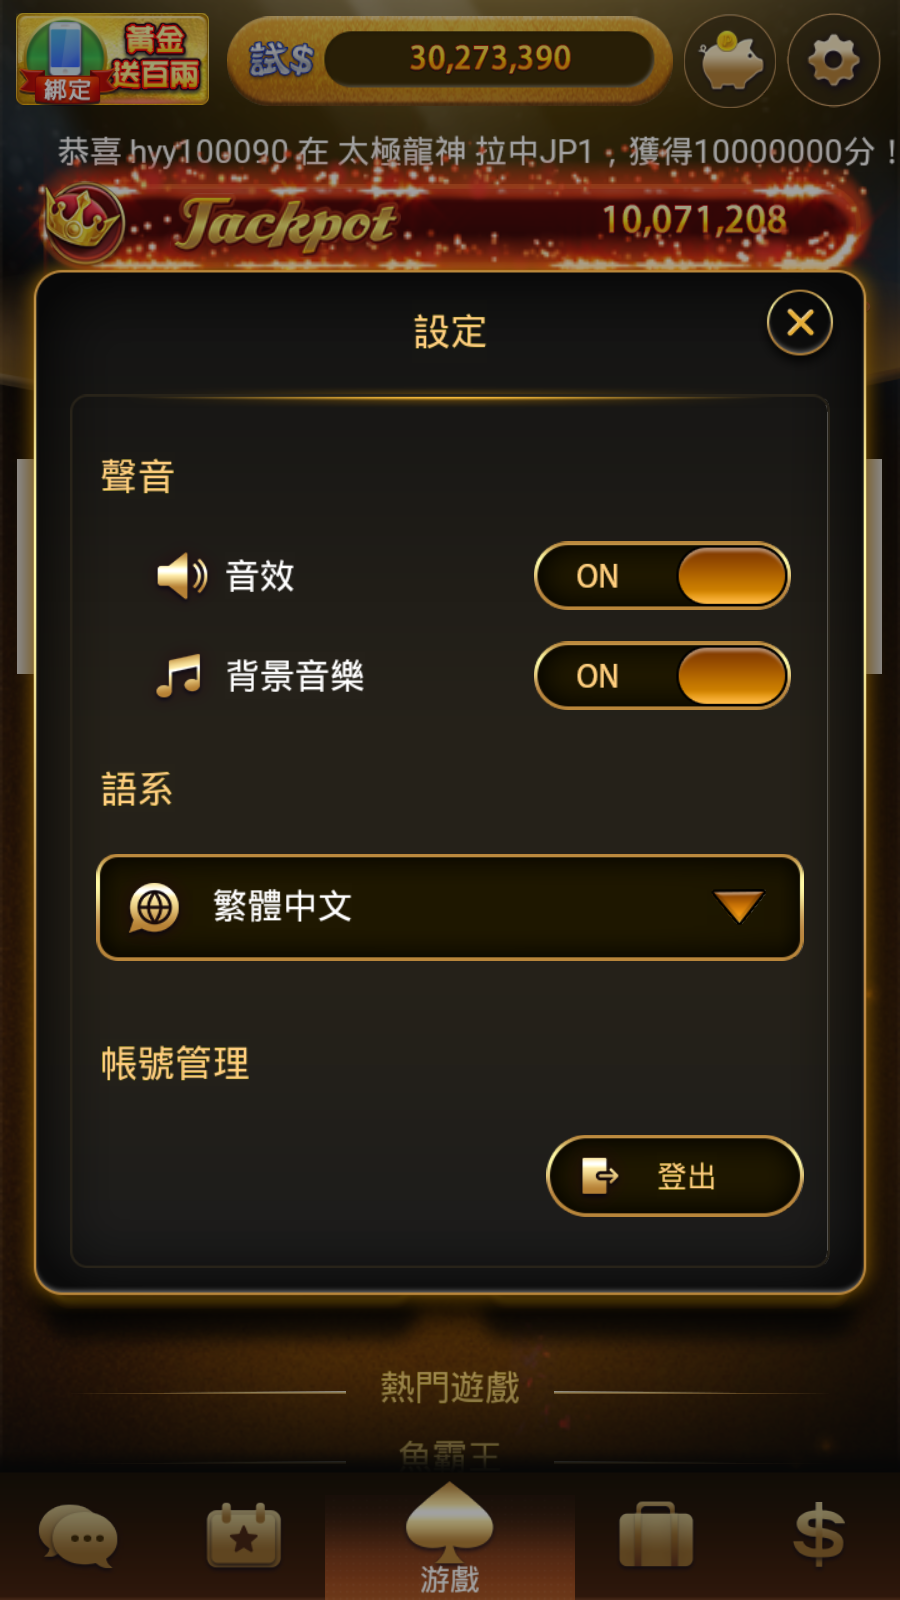 黃金
送百兩
綁定
試$
30,273,390
恭喜 hyy100090 在 太極龍神 拉中JP1，獲得10000000分！
Jackpot
10,071,208
設定
聲音
音效
ON
背景音樂
ON
語系
繁體中文
帳號管理
登出
熱門遊戲
魚霸王
游戲